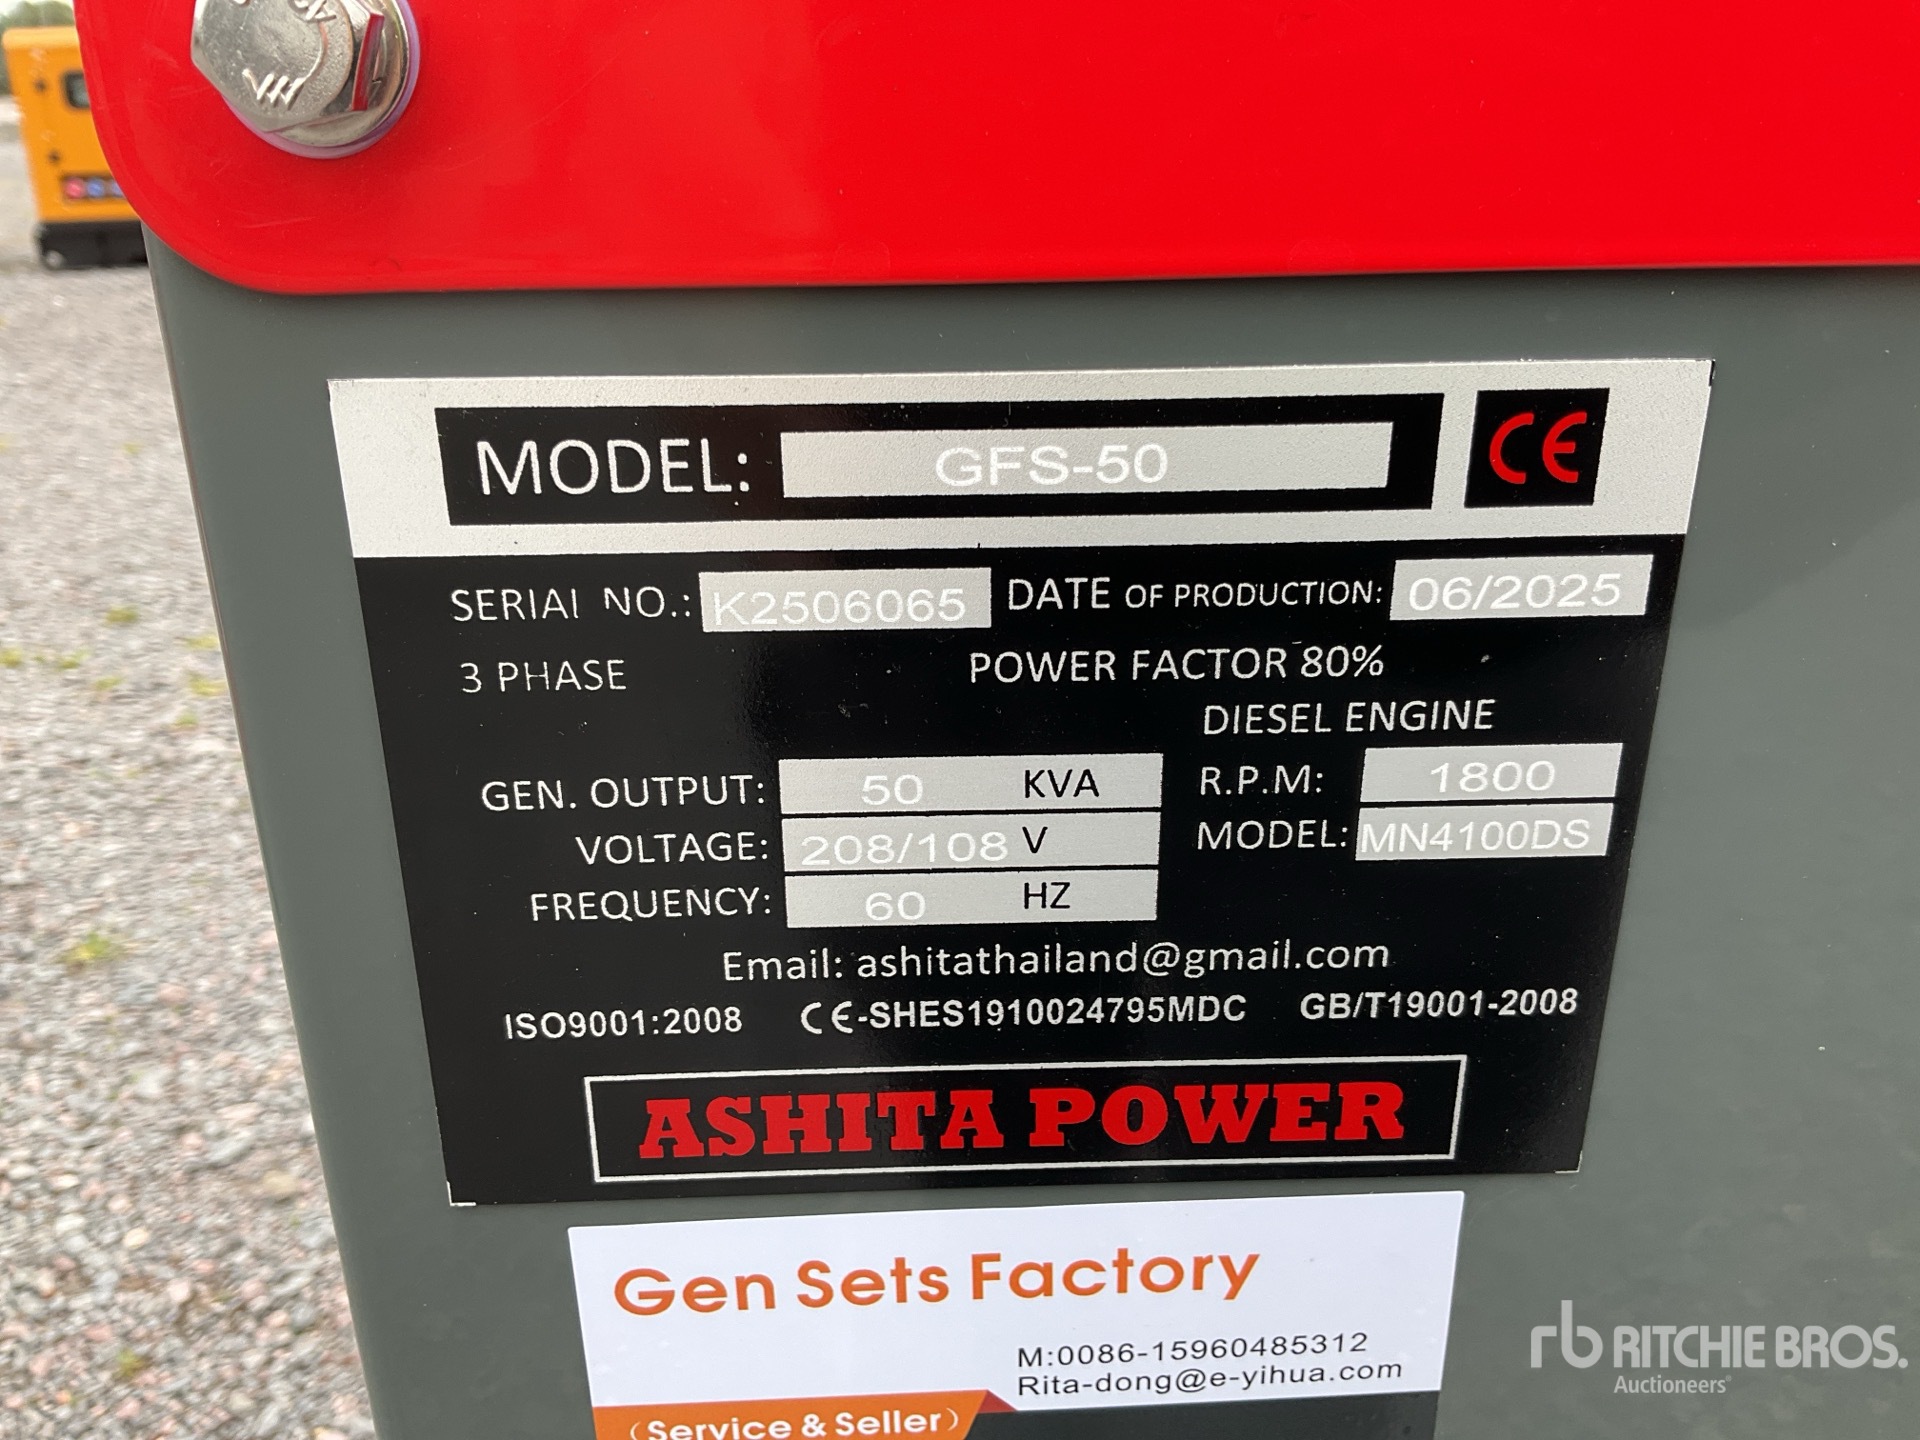 MODEL: GFS-50 CE
SERIAL NO.: K2506065 DATE OF PRODUCTION: 06/2025
3 PHASE POWER FACTOR 80%
DIESEL ENGINE
GEN. OUTPUT: 50 KVA R.P.M: 1800
VOLTAGE: 208/108 V MODEL: MN4100DS
FREQUENCY: 60 HZ
Email: ashitathailand@gmail.com
ISO9001:2008 CE-SHES1910024795MDC GB/T19001-2008
ASHITA POWER
Gen Sets Factory
M:0086-15960485312
Rita-dong@e-yihua.com
(Service & Seller)
rb RITCHIE BROS.
Auctioneers